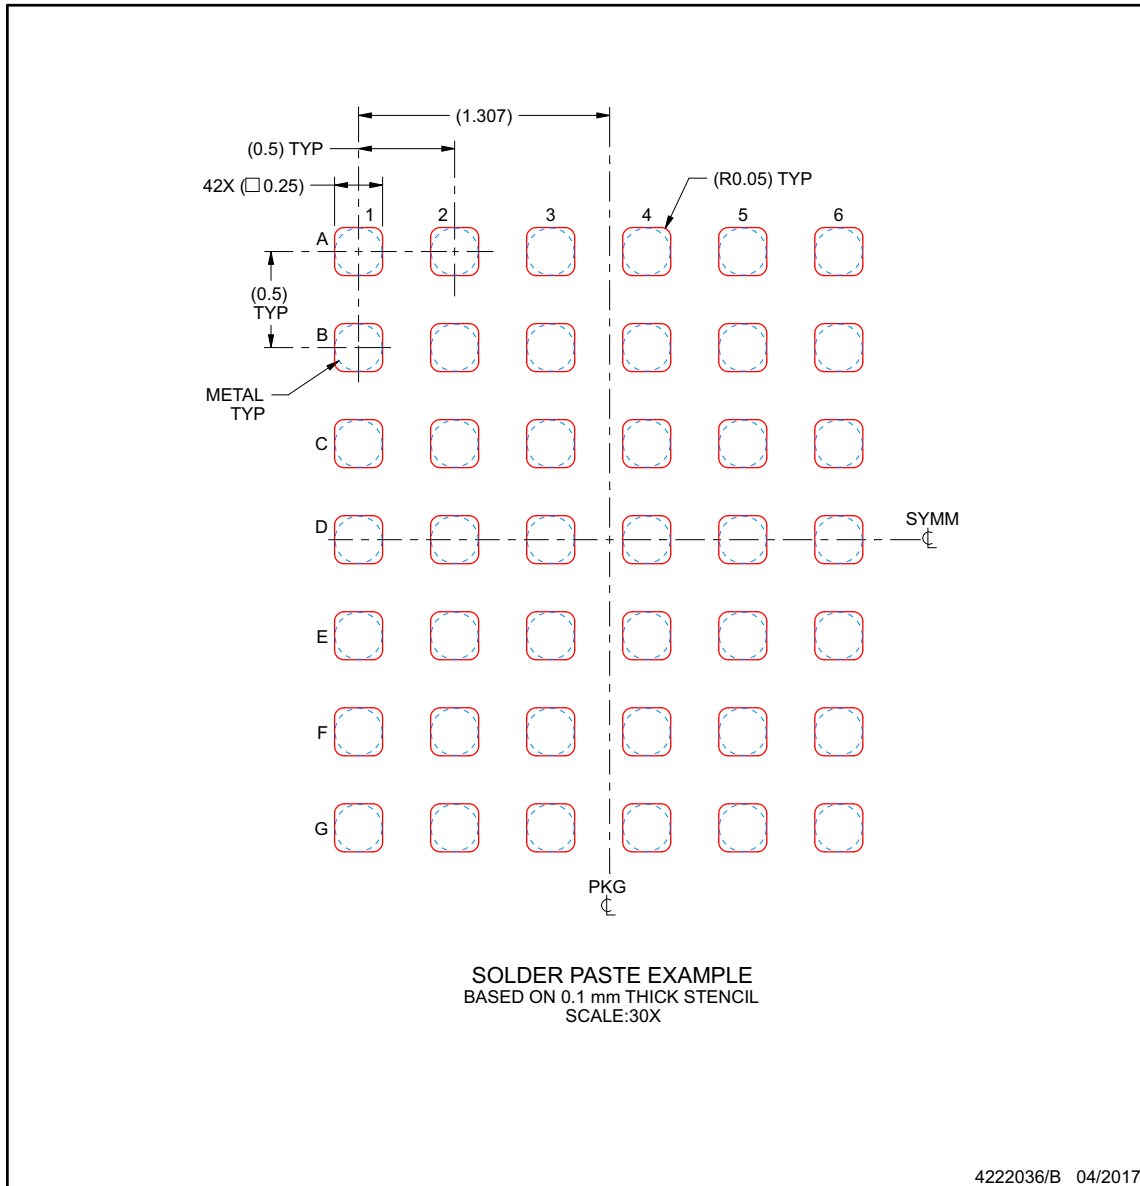 (1.307)
(0.5) TYP
42X (□ 0.25)
(R0.05) TYP
1 2 3 4 5 6
A
(0.5)
TYP
B
METAL
TYP
C
D
SYMM
℄
E
F
G
PKG
℄
SOLDER PASTE EXAMPLE
BASED ON 0.1 mm THICK STENCIL
SCALE:30X
4222036/B 04/2017